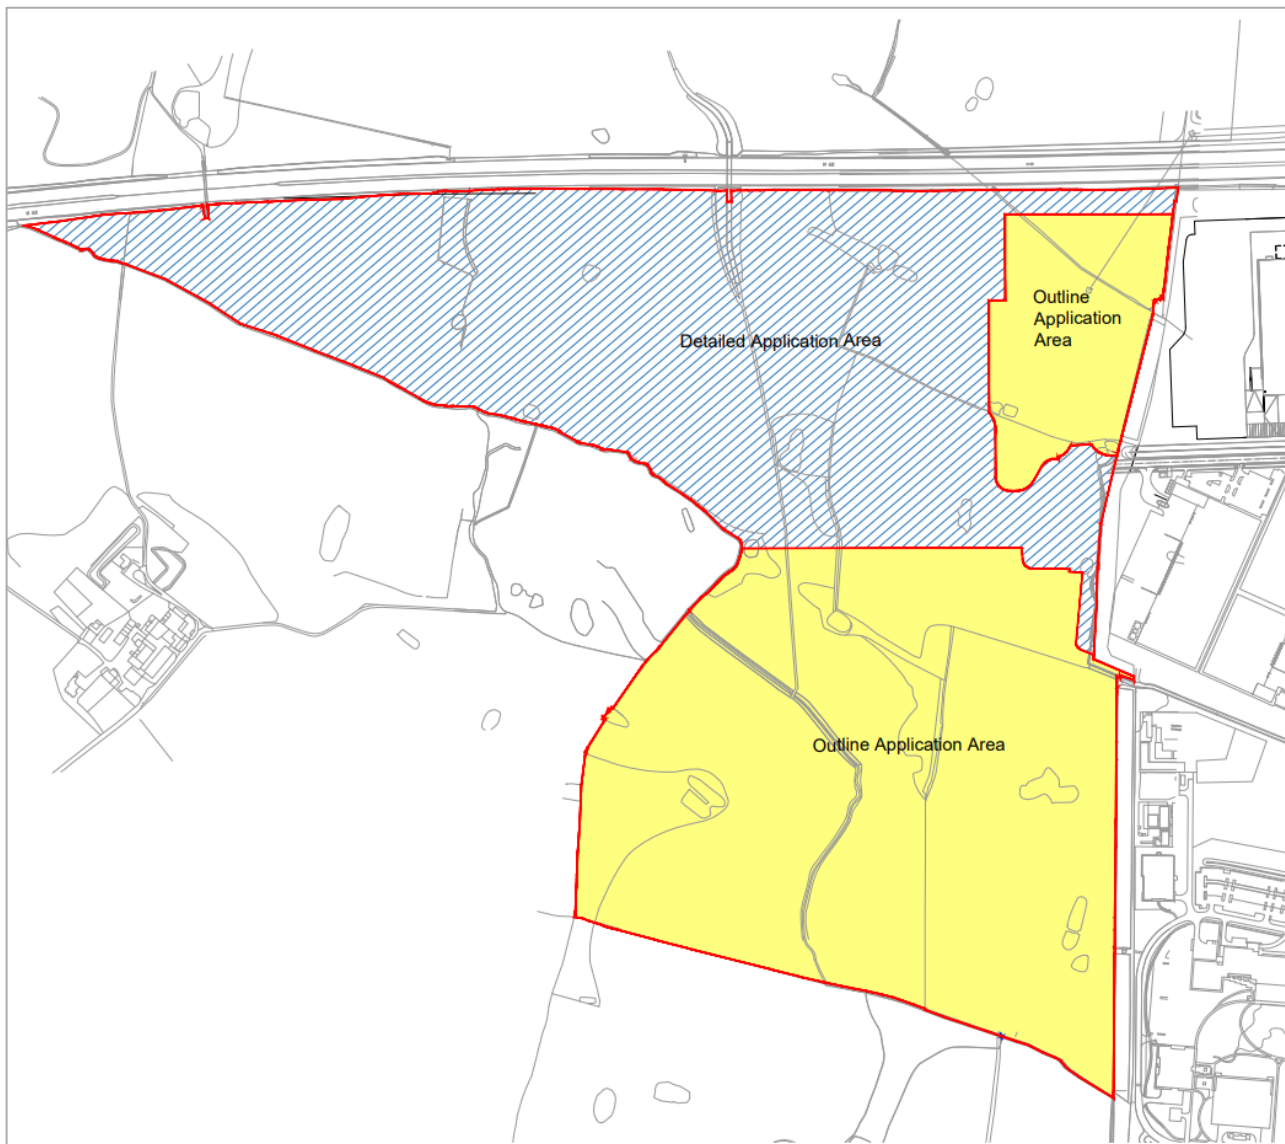 Outline
Application
Area
Detailed Application Area
Outline Application Area